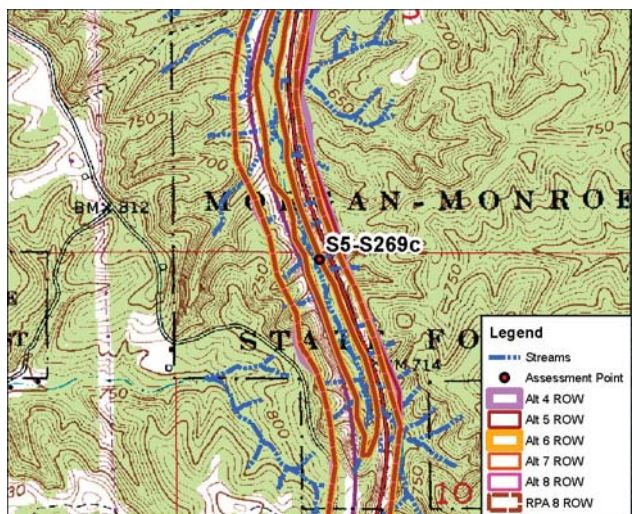 650
750
750
700
BMX 812
MORGAN-MONROE
S5-S269c
750
750
STATE FO
M 714
ST
800
10
Legend
Streams
Assessment Point
Alt 4 ROW
Alt 5 ROW
Alt 6 ROW
Alt 7 ROW
Alt 8 ROW
RPA 8 ROW